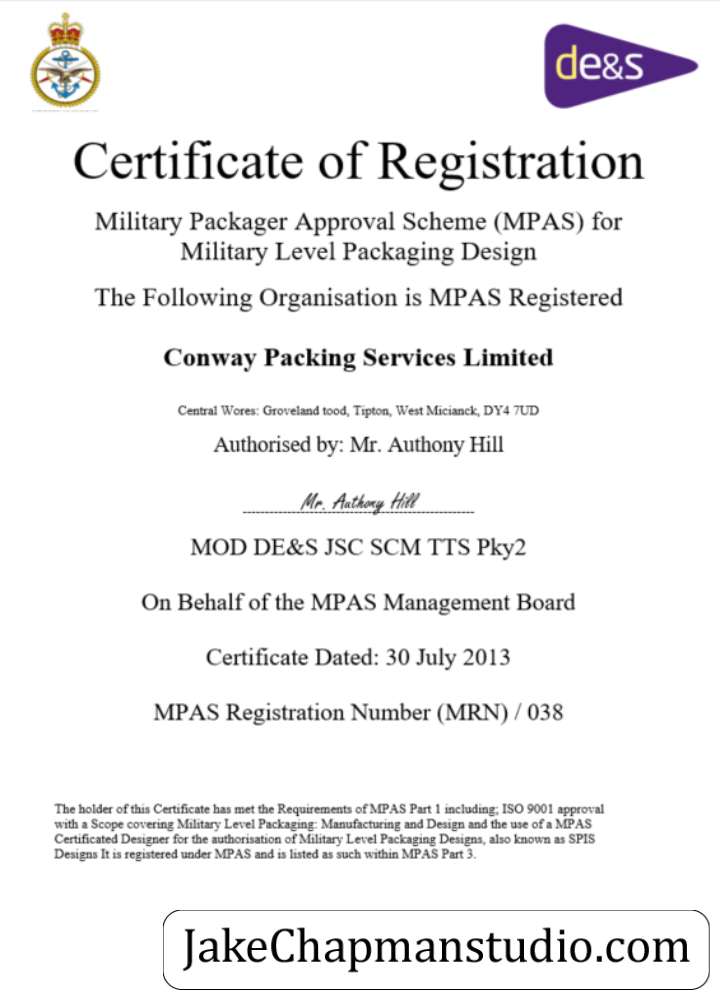 de&s
Certificate of Registration
Military Packager Approval Scheme (MPAS) for
Military Level Packaging Design
The Following Organisation is MPAS Registered
Conway Packing Services Limited
Central Wores: Groveland tood, Tipton, West Micianck, DY4 7UD
Authorised by: Mr. Authony Hill
Mr. Authony Hill
MOD DE&S JSC SCM TTS Pky2
On Behalf of the MPAS Management Board
Certificate Dated: 30 July 2013
MPAS Registration Number (MRN) / 038
The holder of this Certificate has met the Requirements of MPAS Part 1 including; ISO 9001 approval
with a Scope covering Military Level Packaging: Manufacturing and Design and the use of a MPAS
Certificated Designer for the authorisation of Military Level Packaging Designs, also known as SPIS
Designs It is registered under MPAS and is listed as such within MPAS Part 3.
JakeChapmanstudio.com